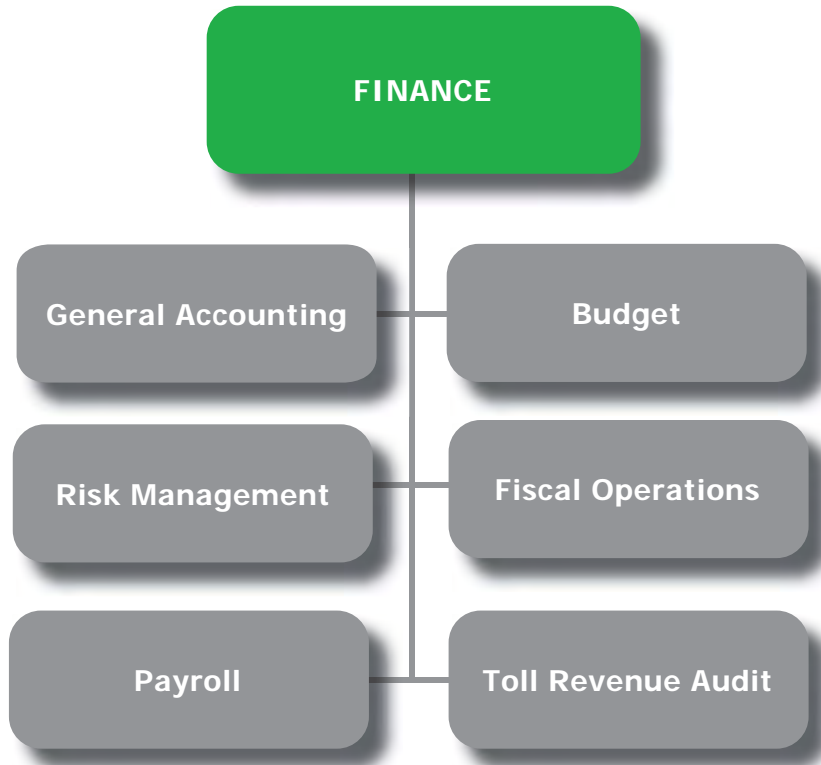 FINANCE
General Accounting
Budget
Risk Management
Fiscal Operations
Payroll
Toll Revenue Audit